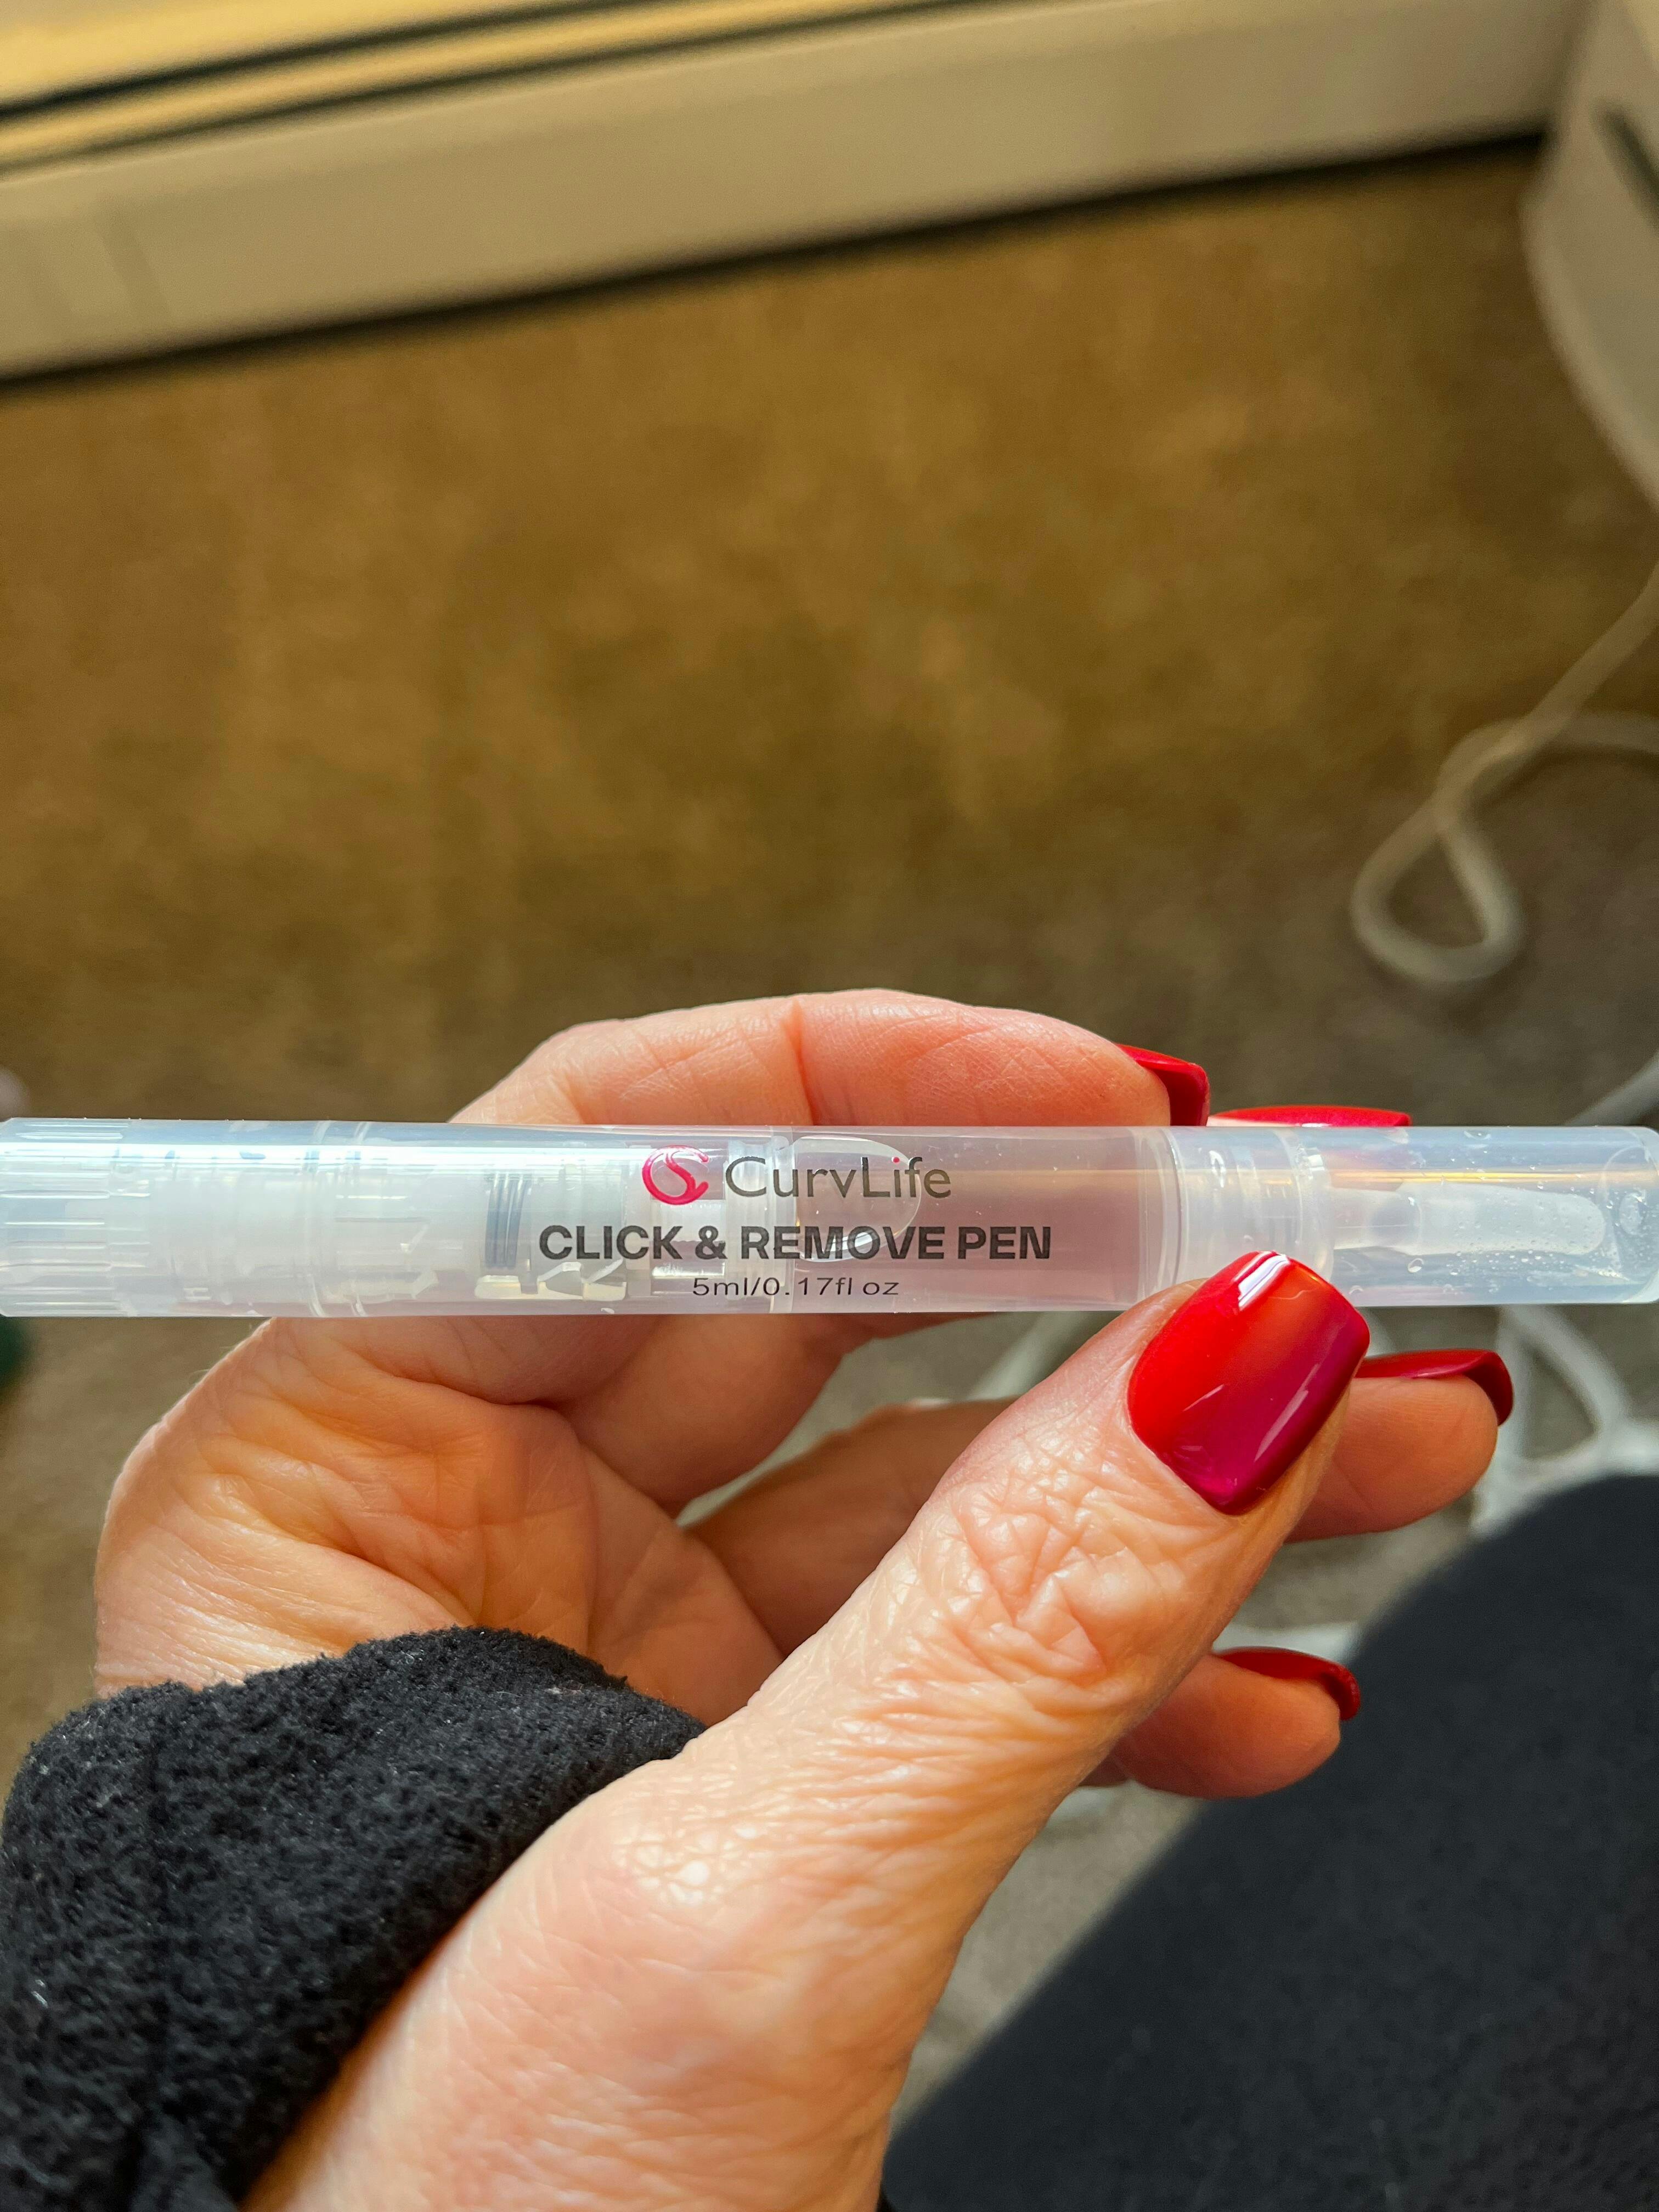 CurvLife
CLICK & REMOVE PEN
5ml/0.17fl oz